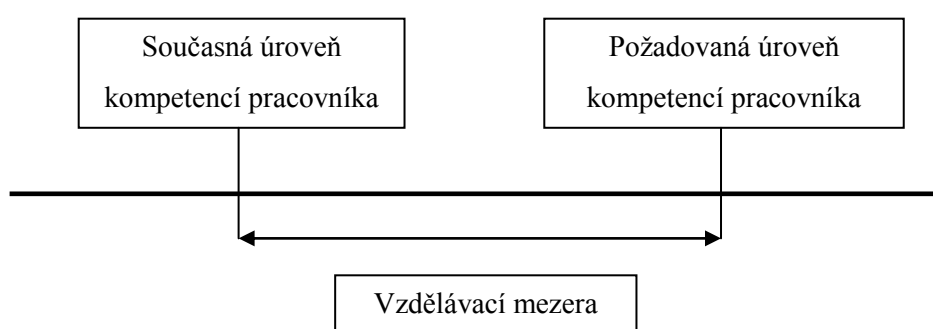 Současná úroveň
kompetencí pracovníka
Požadovaná úroveň
kompetencí pracovníka
Vzdělávací mezera